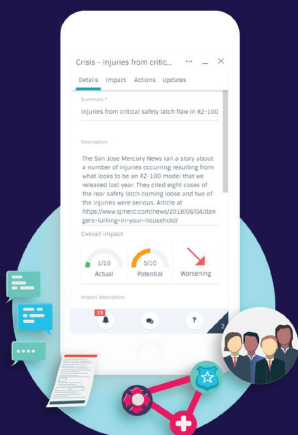 Crisis - Injuries from critic...
Details Impact Actions Updates
Summary *
Injuries from critical safety latch flaw in RZ-100
Description
The San Jose Mercury News ran a story about
a number of injuries occurring resulting from
what looks to be an RZ-100 model that we
released last year. They cited eight cases of
the rear safety latch coming loose and two of
the injuries were serious. Article at
https://www.sjmerc.com/news/2018/06/04/dan
gers-lurking-in-your-household/
Overall impact
1/10
5/10
Actual
Potential
Worsening
Impact description
?
?